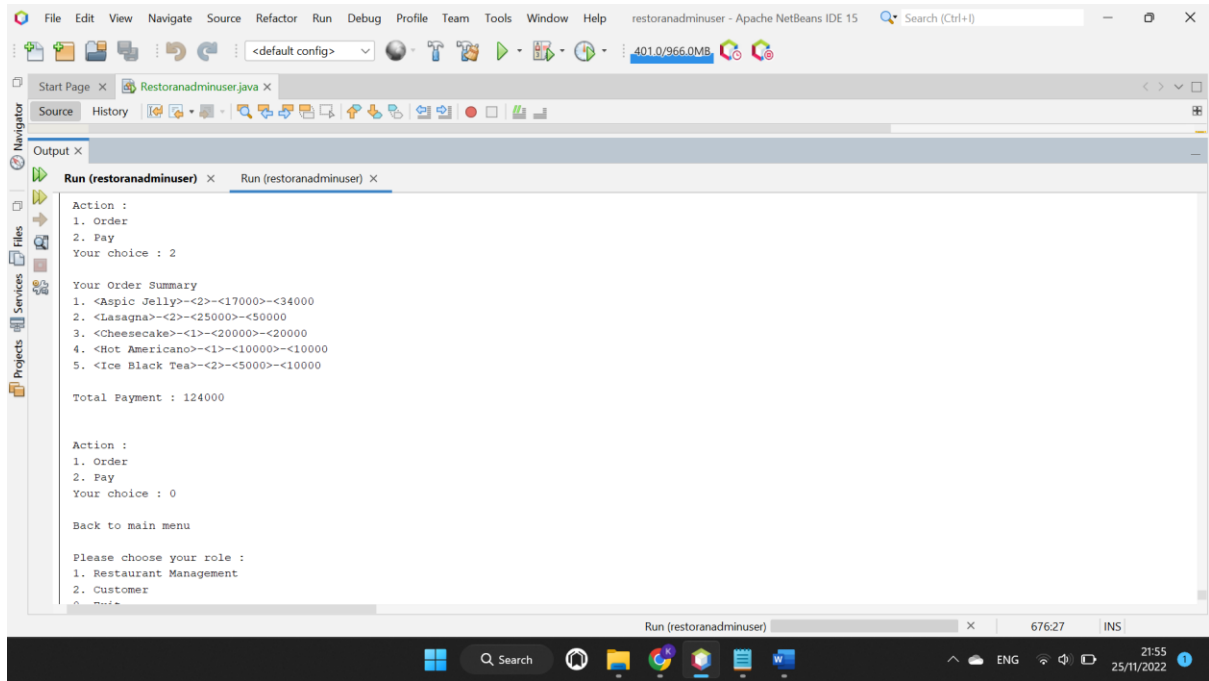 File Edit View Navigate Source Refactor Run Debug Profile Team Tools Window Help restoranadminuser - Apache NetBeans IDE 15 Search (Ctrl+I)
<default config> 401.0/966.0MB
Start Page Restoranadminuser.java
Source History
Navigator
Files
Services
Projects
Output
Run (restoranadminuser) Run (restoranadminuser)
Action :
1. Order
2. Pay
Your choice : 2
Your Order Summary
1. <Aspic Jelly>-<2>-<17000>-<34000
2. <Lasagna>-<2>-<25000>-<50000
3. <Cheesecake>-<1>-<20000>-<20000
4. <Hot Americano>-<1>-<10000>-<10000
5. <Ice Black Tea>-<2>-<5000>-<10000
Total Payment : 124000
Action :
1. Order
2. Pay
Your choice : 0
Back to main menu
Please choose your role :
1. Restaurant Management
2. Customer
Run (restoranadminuser) 676:27 INS
Search ENG 21:55
25/11/2022 1